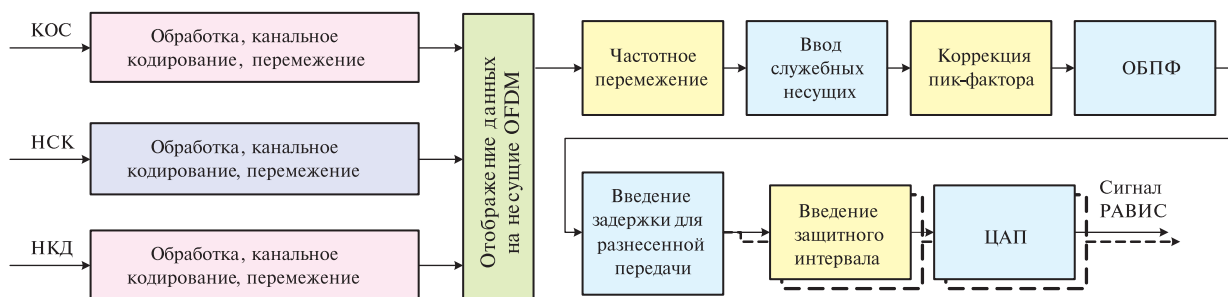 КОС
Обработка, канальное
кодирование, перемежение
НСК
Обработка, канальное
кодирование, перемежение
НКД
Обработка, канальное
кодирование, перемежение
Отображение данных
на несущие OFDM
Частотное
перемежение
Ввод
служебных
несущих
Коррекция
пик-фактора
ОБПФ
Введение
задержки для
разнесенной
передачи
Введение
защитного
интервала
ЦАП
Сигнал
РАВИС